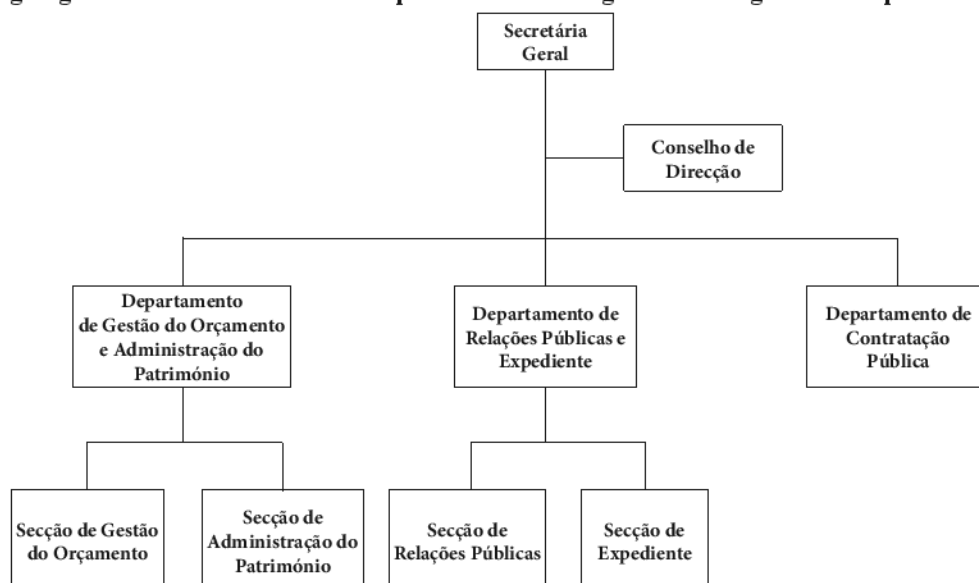 Secretária
Geral
Conselho de
Direcção
Departamento
de Gestão do Orçamento
e Administração do
Património
Departamento de
Relações Públicas e
Expediente
Departamento de
Contratação
Pública
Secção de Gestão
do Orçamento
Secção de
Administração do
Património
Secção de
Relações Públicas
Secção de
Expediente